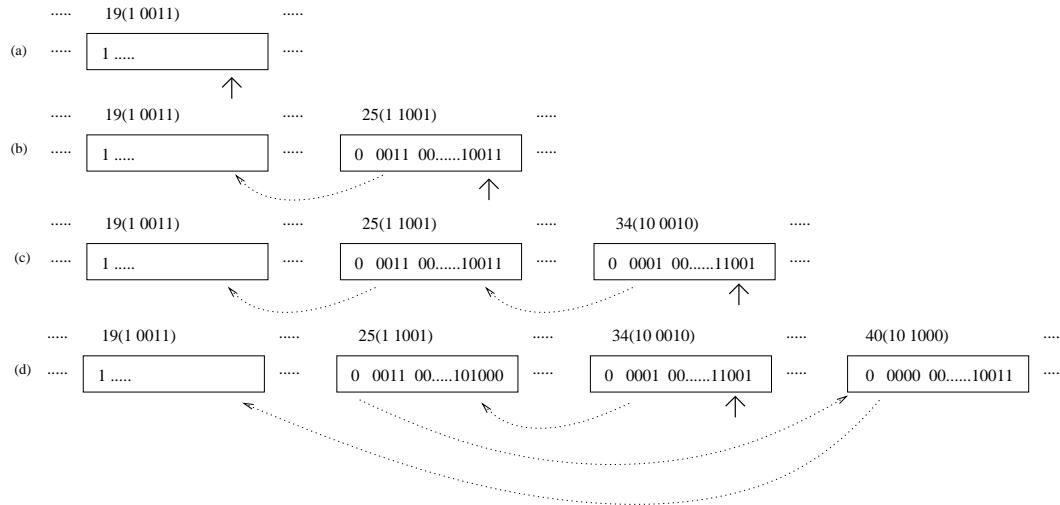 ..... 19(1 0011) .....
(a) ..... 1 ..... .....
..... 19(1 0011) ..... 25(1 1001) .....
(b) ..... 1 ..... ..... 0 0011 00......10011 .....
..... 19(1 0011) ..... 25(1 1001) ..... 34(10 0010) .....
(c) ..... 1 ..... ..... 0 0011 00......10011 ..... 0 0001 00......11001 .....
..... 19(1 0011) ..... 25(1 1001) ..... 34(10 0010) ..... 40(10 1000) ....
(d) ..... 1 ..... ..... 0 0011 00.....101000 ..... 0 0001 00......11001 ..... 0 0000 00......10011 ....